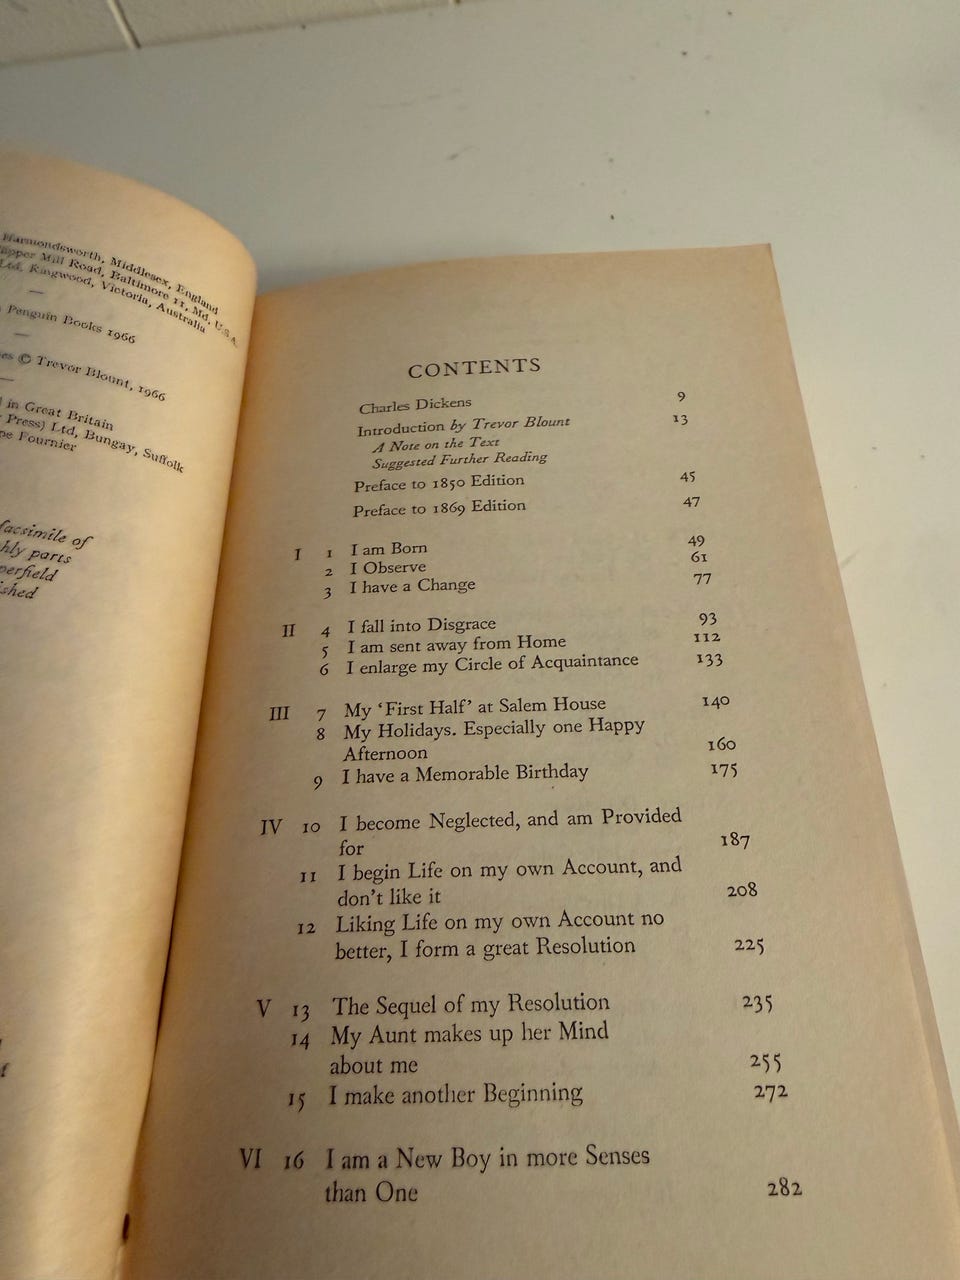 Harmondsworth, Middlesex, England
Upper Mill Road, Baltimore 11, Md, U.S.A.
Ltd, Ringwood, Victoria, Australia
—
Penguin Books 1966
—
es © Trevor Blount, 1966
—
in Great Britain
Press) Ltd, Bungay, Suffolk
Fournier
facsimile of
hly parts
perfield
shed
CONTENTS
Charles Dickens 9
Introduction by Trevor Blount 13
A Note on the Text
Suggested Further Reading
Preface to 1850 Edition 45
Preface to 1869 Edition 47
I 1 I am Born 49
2 I Observe 61
3 I have a Change 77
II 4 I fall into Disgrace 93
5 I am sent away from Home 112
6 I enlarge my Circle of Acquaintance 133
III 7 My ‘First Half’ at Salem House 140
8 My Holidays. Especially one Happy
Afternoon 160
9 I have a Memorable Birthday 175
IV 10 I become Neglected, and am Provided
for 187
11 I begin Life on my own Account, and
don’t like it 208
12 Liking Life on my own Account no
better, I form a great Resolution 225
V 13 The Sequel of my Resolution 235
14 My Aunt makes up her Mind
about me 255
15 I make another Beginning 272
VI 16 I am a New Boy in more Senses
than One 282